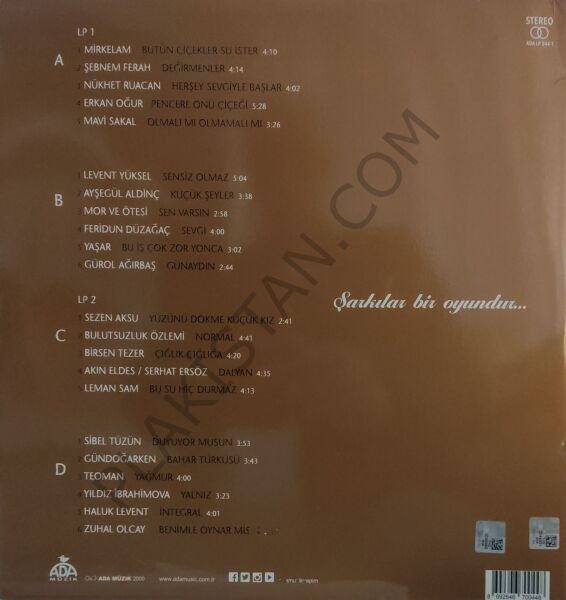 STEREO
ADA LP 044 1
LP 1
A
1 MİRKELAM BÜTÜN ÇİÇEKLER SU İSTER 4:10
2 ŞEBNEM FERAH DEĞİRMENLER 4:14
3 NÜKHET RUACAN HERŞEY SEVGİYLE BAŞLAR 4:02
4 ERKAN OĞUR PENCERE ÖNÜ ÇİÇEĞİ 5:28
5 MAVİ SAKAL OLMALI MI OLMAMALI MI 3:26
B
1 LEVENT YÜKSEL SENSİZ OLMAZ 5:04
2 AYŞEGÜL ALDİNÇ KÜÇÜK ŞEYLER 3:38
3 MOR VE ÖTESİ SEN VARSIN 2:58
4 FERİDUN DÜZAĞAÇ SEVGİ 4:00
5 YAŞAR BU İŞ ÇOK ZOR YONCA 3:02
6 GÜROL AĞIRBAŞ GÜNAYDIN 2:44
LP 2
Şarkılar bir oyundur...
C
1 SEZEN AKSU YÜZÜNÜ DÖKME KÜÇÜK KIZ 2:41
2 BULUTSUZLUK ÖZLEMİ NORMAL 4:41
3 BİRSEN TEZER ÇIĞLIK ÇIĞLIĞA 4:20
4 AKIN ELDES / SERHAT ERSÖZ DALYAN 4:35
5 LEMAN SAM BU SU HİÇ DURMAZ 4:13
D
1 SİBEL TÜZÜN DUYUYOR MUSUN 3:53
2 GÜNDOĞARKEN BAHAR TÜRKÜSÜ 3:43
3 TEOMAN YAĞMUR 4:00
4 YILDIZ İBRAHİMOVA YALNIZ 3:23
5 HALUK LEVENT İNTEGRAL 4:01
6 ZUHAL OLCAY BENİMLE OYNAR MIS
PLAKISTAN.COM
ADA
MÜZİK
ADA MÜZİK 2000
www.adamuzic.com.tr